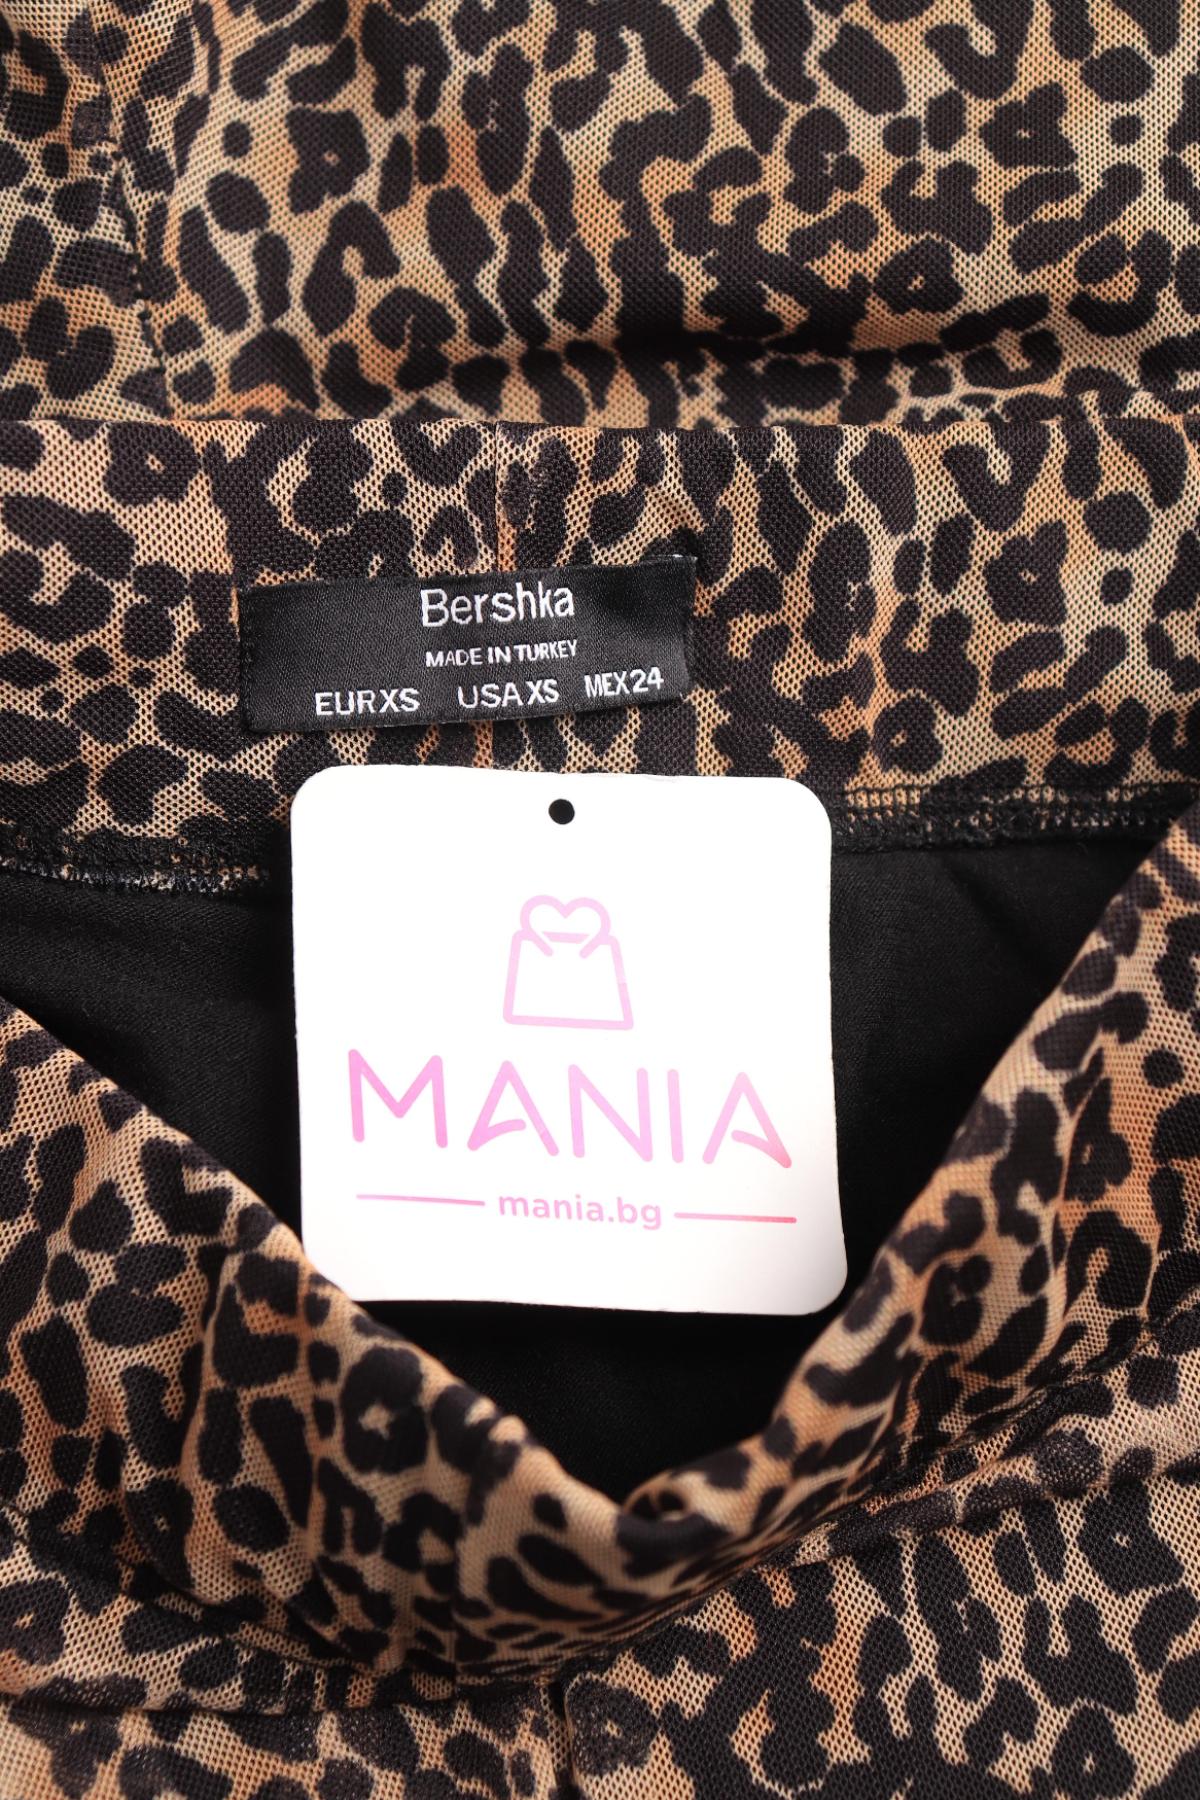 Bershka
MADE IN TURKEY
EUR XS USA XS MEX 24
MANIA
mania.bg